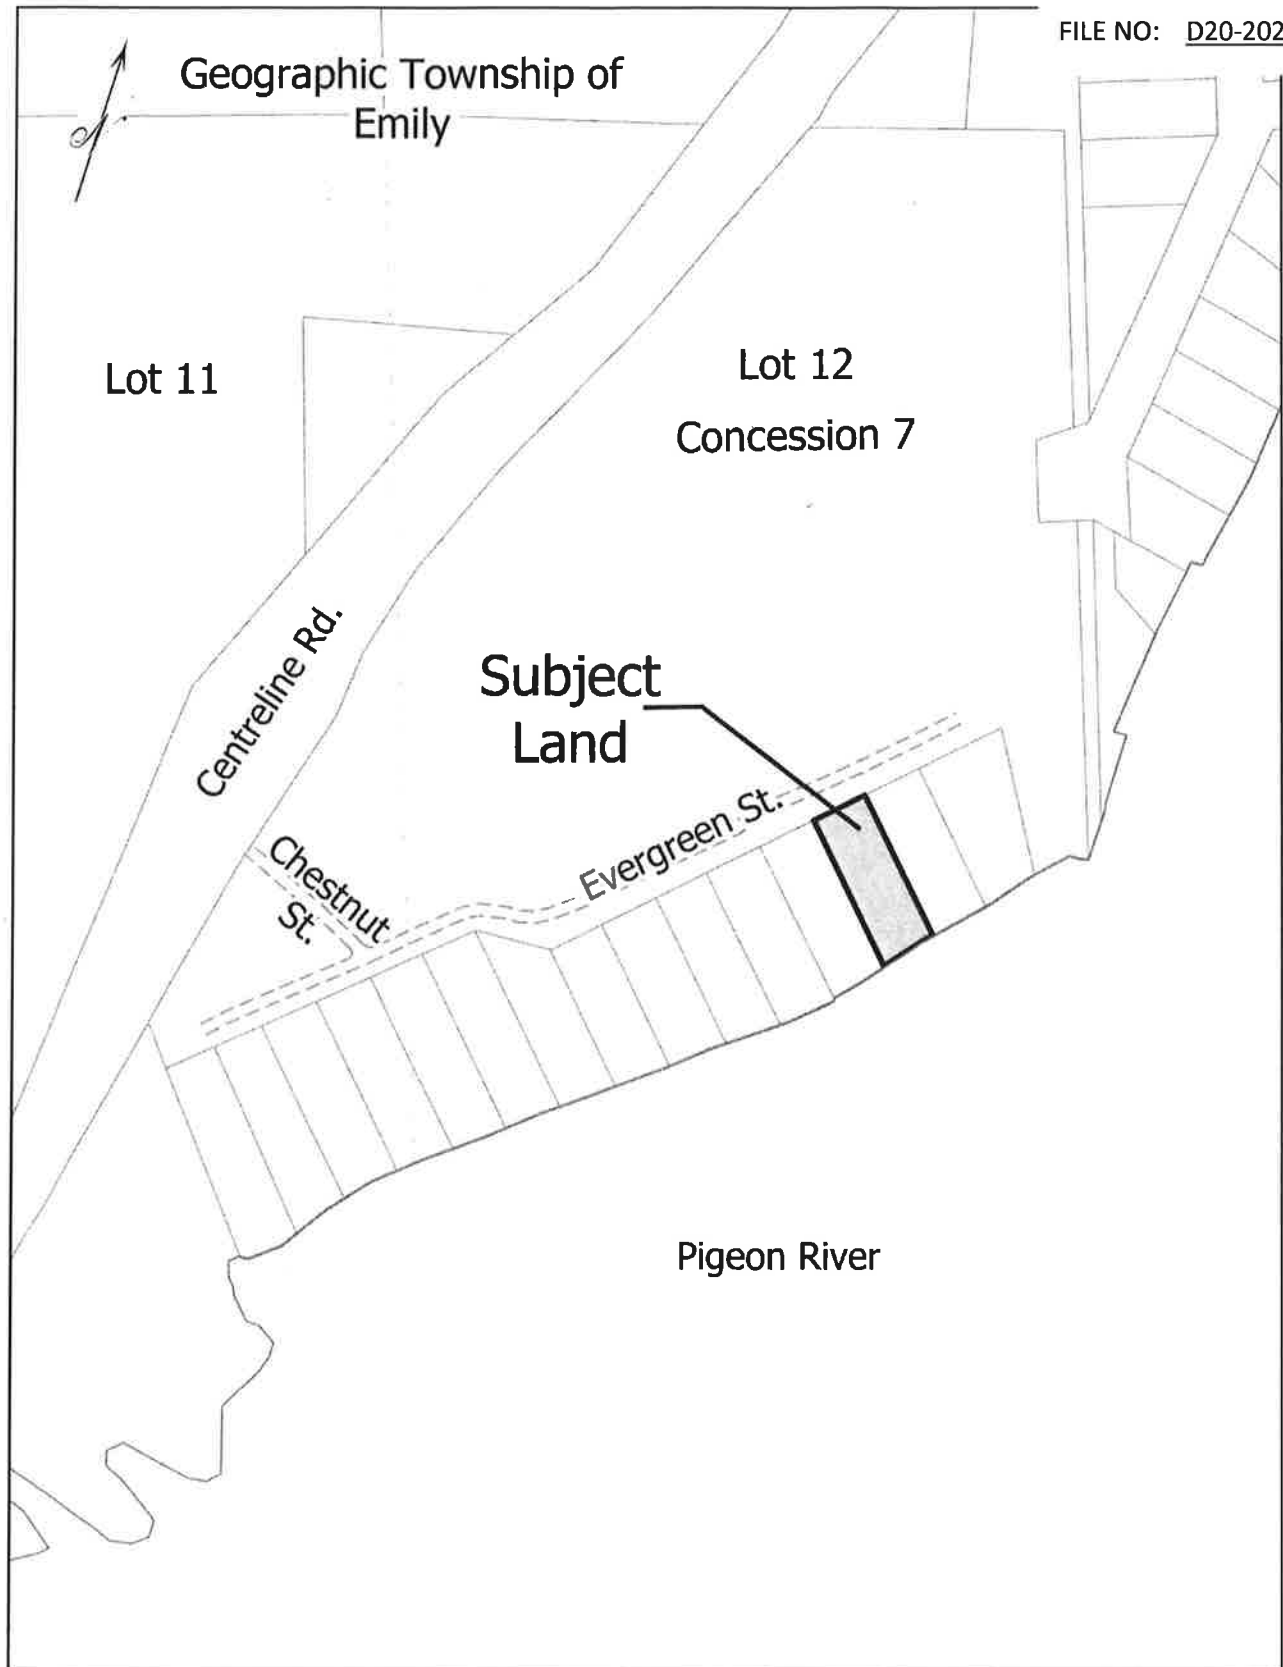 FILE NO: D20-202
Geographic Township of
Emily
Lot 11
Lot 12
Concession 7
Centreline Rd.
Subject
Land
Evergreen St.
Chestnut
St.
Pigeon River